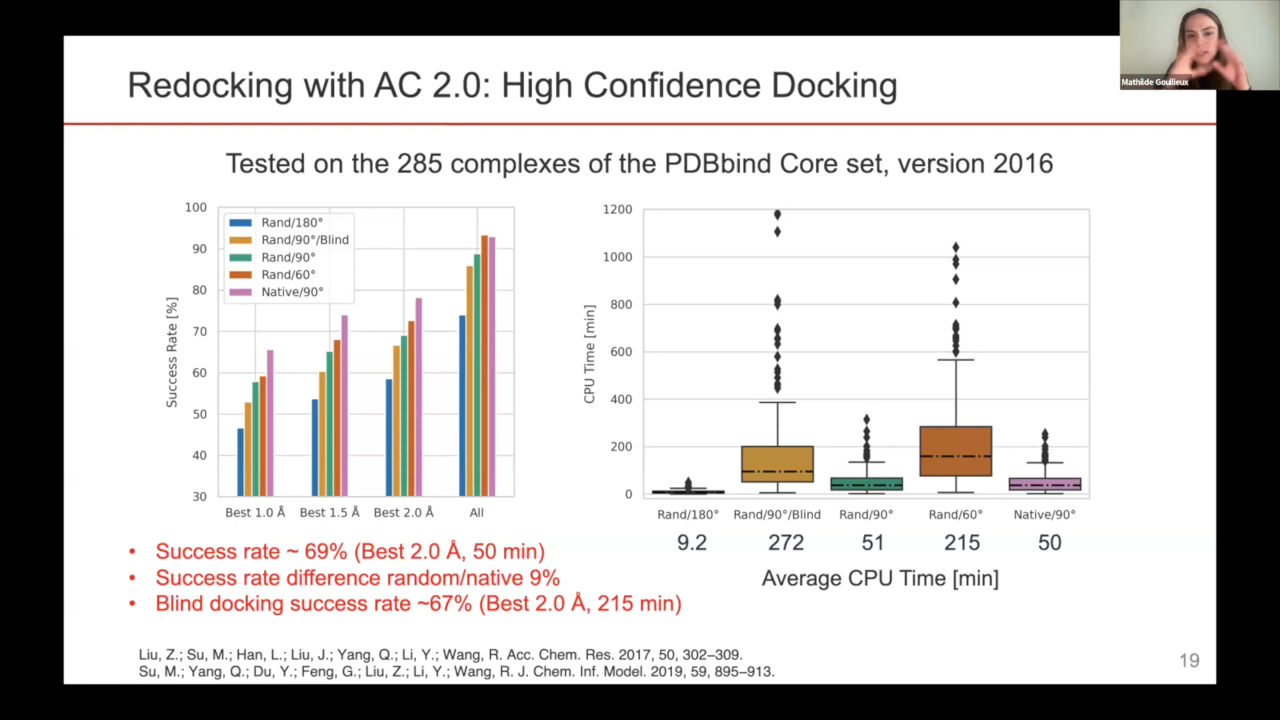 Mathilde Goullieux
Redocking with AC 2.0: High Confidence Docking
Tested on the 285 complexes of the PDBbind Core set, version 2016
Success Rate [%]
100
90
80
70
60
50
40
30
Rand/180°
Rand/90°/Blind
Rand/90°
Rand/60°
Native/90°
Best 1.0 Å
Best 1.5 Å
Best 2.0 Å
All
CPU Time [min]
1200
1000
800
600
400
200
0
Rand/180°
Rand/90°/Blind
Rand/90°
Rand/60°
Native/90°
9.2
272
51
215
50
Average CPU Time [min]
• Success rate ~ 69% (Best 2.0 Å, 50 min)
• Success rate difference random/native 9%
• Blind docking success rate ~67% (Best 2.0 Å, 215 min)
Liu, Z.; Su, M.; Han, L.; Liu, J.; Yang, Q.; Li, Y.; Wang, R. Acc. Chem. Res. 2017, 50, 302–309.
Su, M.; Yang, Q.; Du, Y.; Feng, G.; Liu, Z.; Li, Y.; Wang, R. J. Chem. Inf. Model. 2019, 59, 895–913.
19